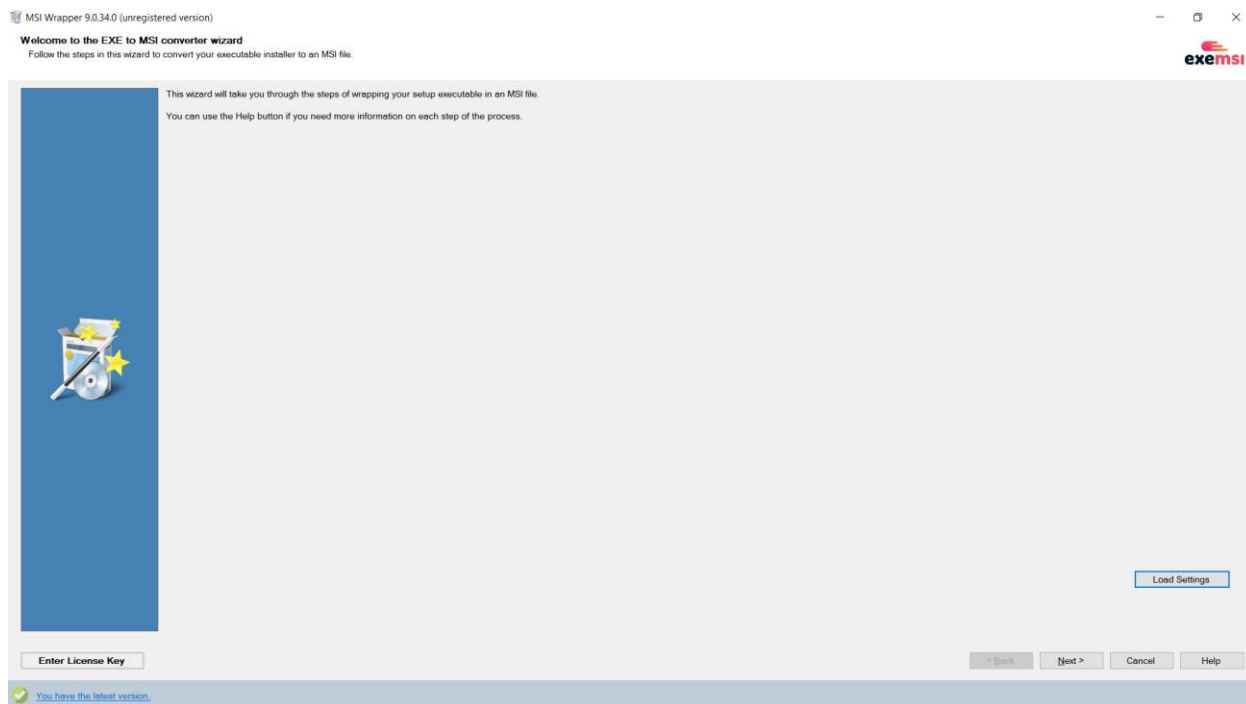 MSI Wrapper 9.0.34.0 (unregistered version)
Welcome to the EXE to MSI converter wizard
Follow the steps in this wizard to convert your executable installer to an MSI file.
exemsi
This wizard will take you through the steps of wrapping your setup executable in an MSI file.
You can use the Help button if you need more information on each step of the process.
Load Settings
Enter License Key
< Back
Next >
Cancel
Help
You have the latest version.